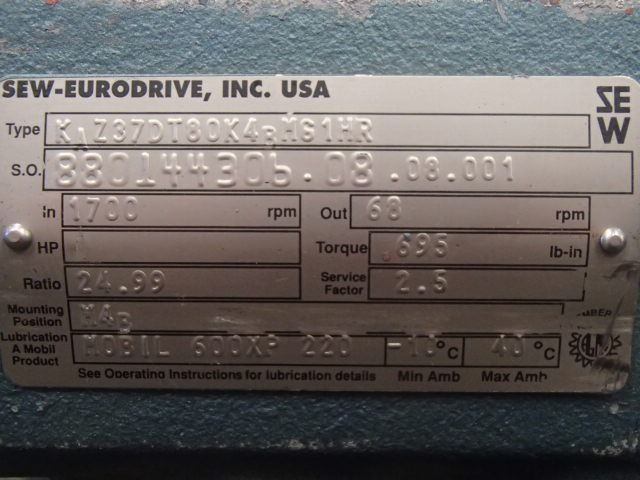 SEW-EURODRIVE, INC. USA
SEW
Type KAZ37DT80K4BMG1HR
S.O. 880144306.08.08.001
In 1700 rpm Out 68 rpm
HP Torque 695 lb-in
Ratio 24.99 Service Factor 2.5
Mounting Position M4B
Lubrication A Mobil Product MOBIL 600XP 220 -10°C 40°C
See Operating Instructions for lubrication details Min Amb Max Amb